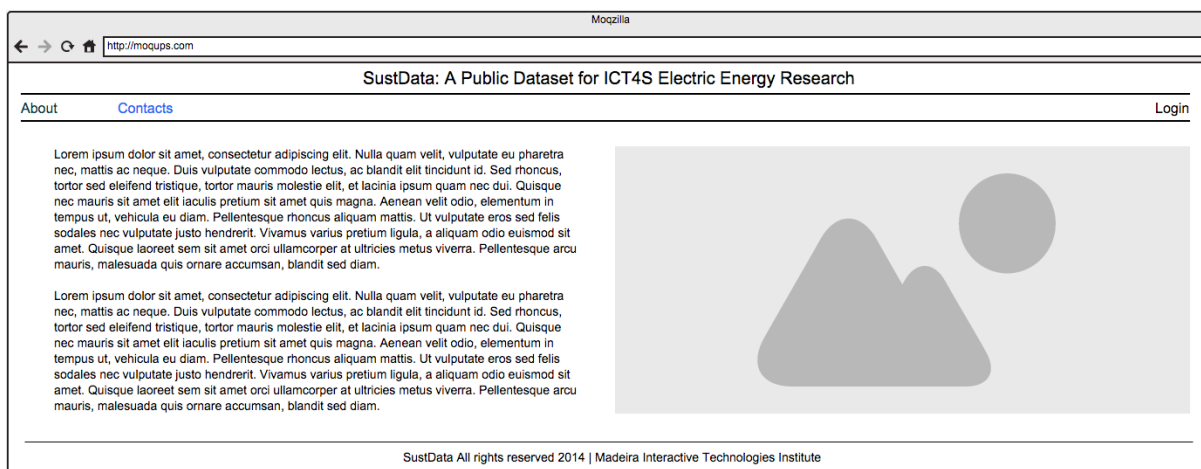 Moqzilla
http://moqups.com
SustData: A Public Dataset for ICT4S Electric Energy Research
About Contacts Login
Lorem ipsum dolor sit amet, consectetur adipiscing elit. Nulla quam velit, vulputate eu pharetra
nec, mattis ac neque. Duis vulputate commodo lectus, ac blandit elit tincidunt id. Sed rhoncus,
tortor sed eleifend tristique, tortor mauris molestie elit, et lacinia ipsum quam nec dui. Quisque
nec mauris sit amet elit iaculis pretium sit amet quis magna. Aenean velit odio, elementum in
tempus ut, vehicula eu diam. Pellentesque rhoncus aliquam mattis. Ut vulputate eros sed felis
sodales nec vulputate justo hendrerit. Vivamus varius pretium ligula, a aliquam odio euismod sit
amet. Quisque laoreet sem sit amet orci ullamcorper at ultricies metus viverra. Pellentesque arcu
mauris, malesuada quis ornare accumsan, blandit sed diam.
Lorem ipsum dolor sit amet, consectetur adipiscing elit. Nulla quam velit, vulputate eu pharetra
nec, mattis ac neque. Duis vulputate commodo lectus, ac blandit elit tincidunt id. Sed rhoncus,
tortor sed eleifend tristique, tortor mauris molestie elit, et lacinia ipsum quam nec dui. Quisque
nec mauris sit amet elit iaculis pretium sit amet quis magna. Aenean velit odio, elementum in
tempus ut, vehicula eu diam. Pellentesque rhoncus aliquam mattis. Ut vulputate eros sed felis
sodales nec vulputate justo hendrerit. Vivamus varius pretium ligula, a aliquam odio euismod sit
amet. Quisque laoreet sem sit amet orci ullamcorper at ultricies metus viverra. Pellentesque arcu
mauris, malesuada quis ornare accumsan, blandit sed diam.
SustData All rights reserved 2014 | Madeira Interactive Technologies Institute